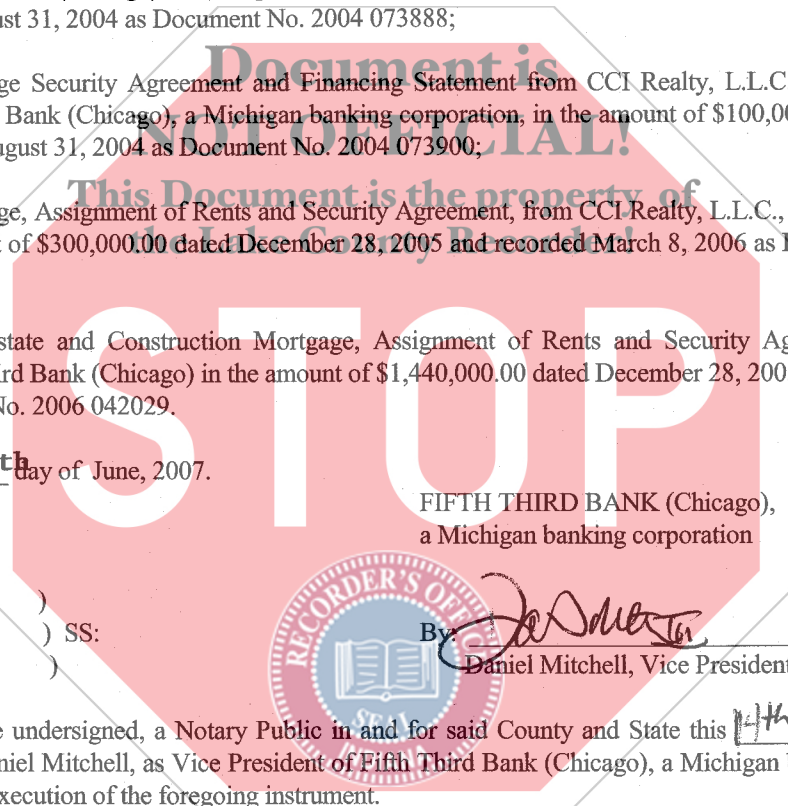 ust 31, 2004 as Document No. 2004 073888;
Document is
ge Security Agreement and Financing Statement from CCI Realty, L.L.C
Bank (Chicago), a Michigan banking corporation, in the amount of $100,00
NOT OFFICIAL!
ugust 31, 2004 as Document No. 2004 073900;
This Document is the property of
ge, Assignment of Rents and Security Agreement, from CCI Realty, L.L.C.,
the Lake County Recorder!
t of $300,000.00 dated December 28, 2005 and recorded March 8, 2006 as
STOP
state and Construction Mortgage, Assignment of Rents and Security Ag
ird Bank (Chicago) in the amount of $1,440,000.00 dated December 28, 200
No. 2006 042029.
th day of June, 2007.
FIFTH THIRD BANK (Chicago),
a Michigan banking corporation
)
) SS:
)
By:
Daniel Mitchell, Vice President
RECORDER'S OFFICE
SEAL
INDIANA
e undersigned, a Notary Public in and for said County and State this 14th
niel Mitchell, as Vice President of Fifth Third Bank (Chicago), a Michigan
xecution of the foregoing instrument.